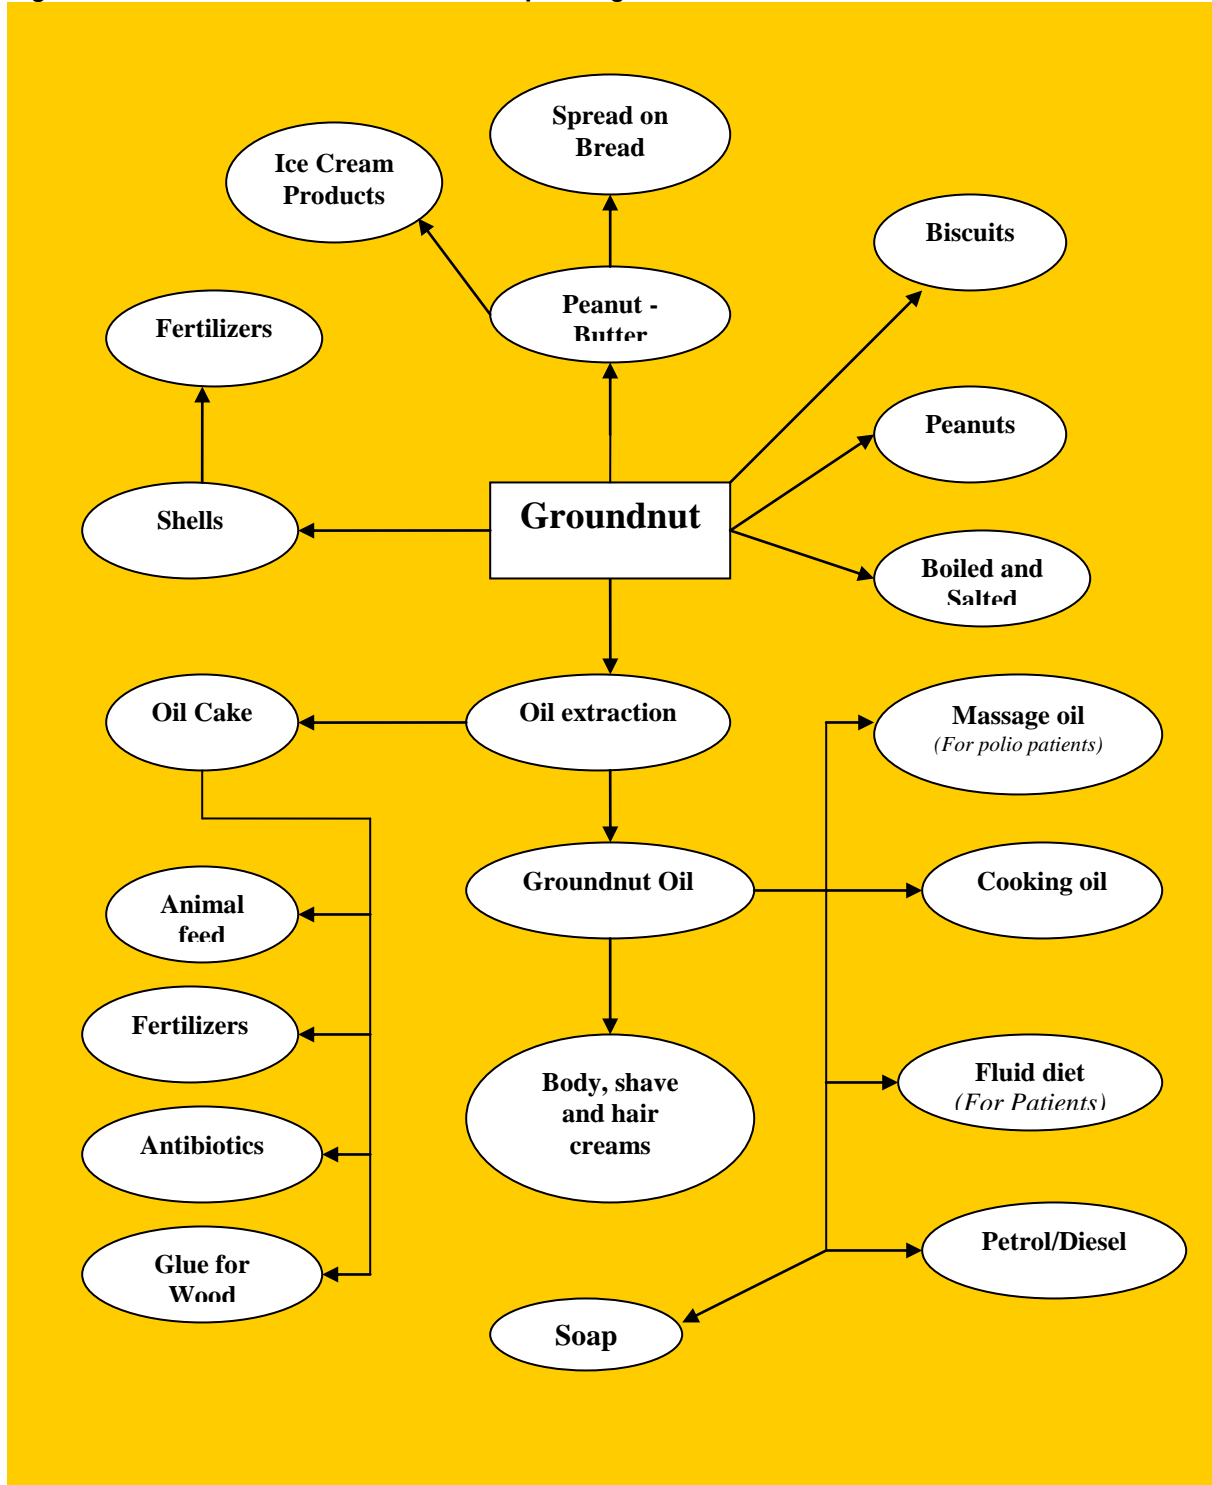 Spread on
Bread
Ice Cream
Products
Biscuits
Peanut -
Butter
Fertilizers
Peanuts
Groundnut
Shells
Boiled and
Salted
Oil Cake
Oil extraction
Massage oil
(For polio patients)
Groundnut Oil
Cooking oil
Animal
feed
Fertilizers
Body, shave
and hair
creams
Fluid diet
(For Patients)
Antibiotics
Glue for
Wood
Petrol/Diesel
Soap